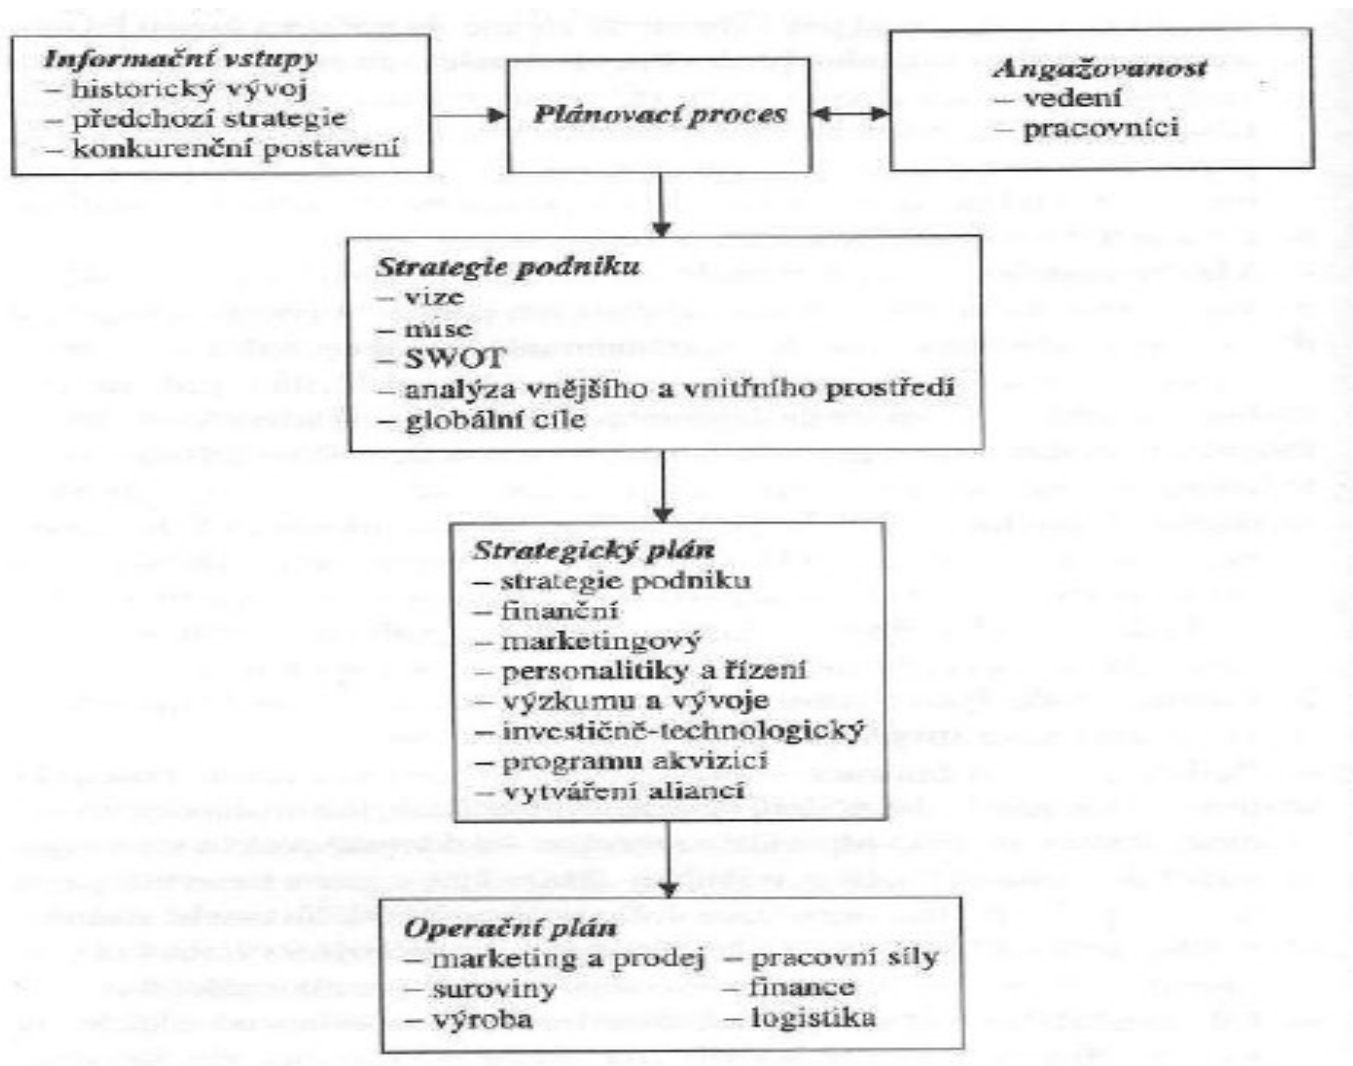 Informační vstupy
– historický vývoj
– předchozí strategie
– konkurenční postavení
Plánovací proces
Angažovanost
– vedení
– pracovníci
Strategie podniku
– vize
– mise
– SWOT
– analýza vnějšího a vnitřního prostředí
– globální cíle
Strategický plán
– strategie podniku
– finanční
– marketingový
– personalitiky a řízení
– výzkumu a vývoje
– investičně-technologický
– programu akvizicí
– vytváření aliancí
Operační plán
– marketing a prodej – pracovní síly
– suroviny – finance
– výroba – logistika